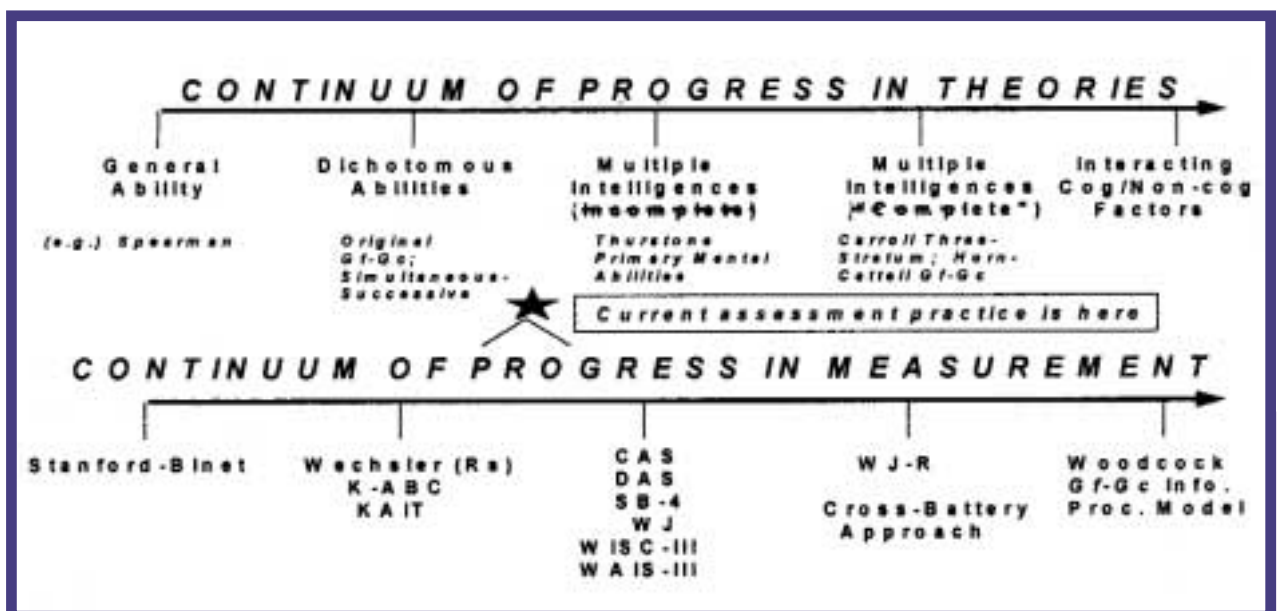 CONTINUUM OF PROGRESS IN THEORIES
General
Ability
Dichotomous
Abilities
Multiple
Intelligences
(Incomplete)
Multiple
Intelligences
("Complete")
Interacting
Cog/Non-cog
Factors
(e.g.) Spearman
Original
Gf-Gc;
Simultaneous-
Successive
Thurstone
Primary Mental
Abilities
Carroll Three-
Stratum; Horn-
Cattell Gf-Gc
Current assessment practice is here
CONTINUUM OF PROGRESS IN MEASUREMENT
Stanford-Binet
Wechsler (Rs)
K-ABC
KAIT
CAS
DAS
SB-4
WJ
WISC-III
WAIS-III
WJ-R
Cross-Battery
Approach
Woodcock
Gf-Gc Info.
Proc. Model